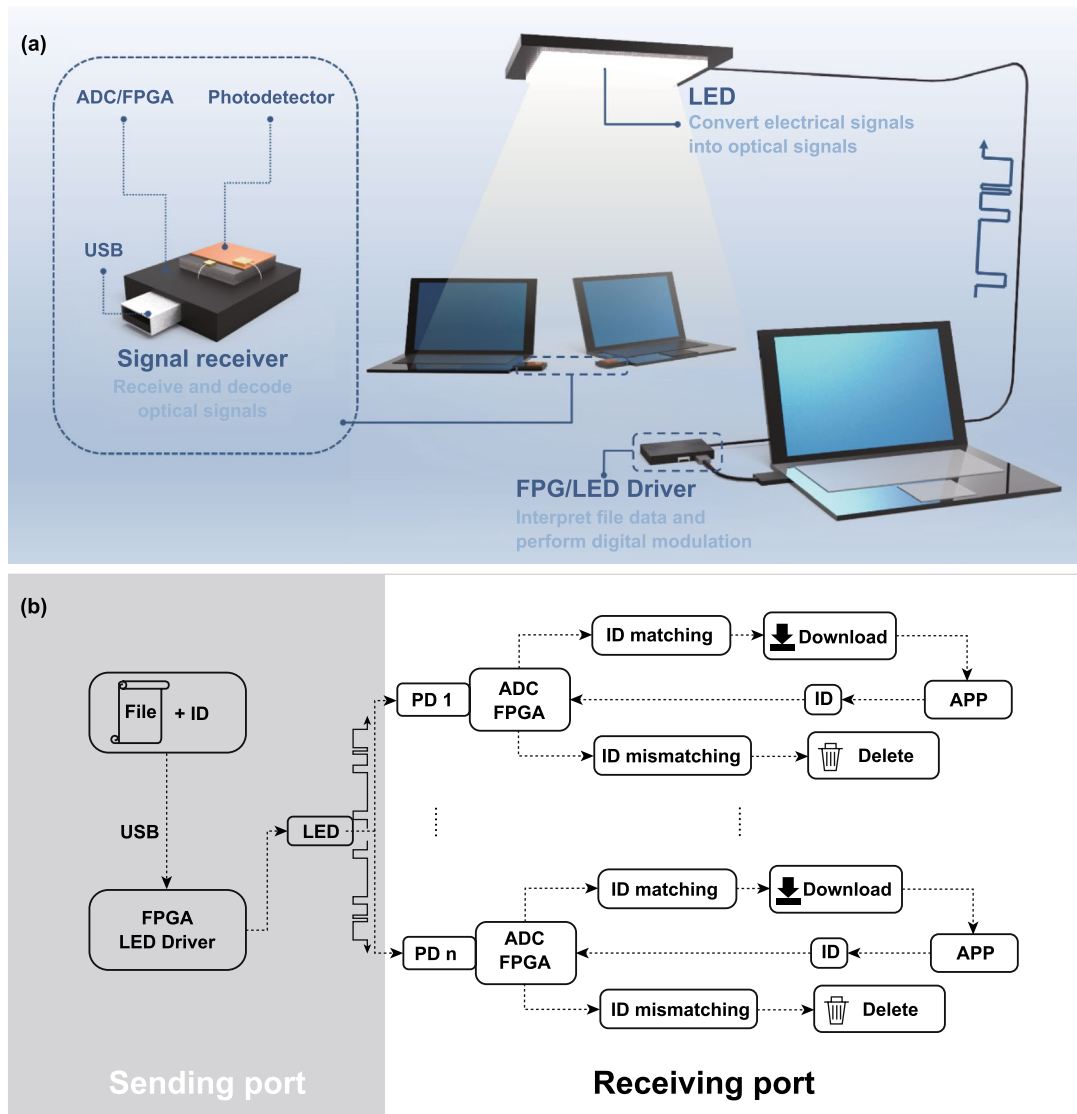 (a)
ADC/FPGA
Photodetector
USB
Signal receiver
Receive and decode
optical signals
LED
Convert electrical signals
into optical signals
FPG/LED Driver
Interpret file data and
perform digital modulation
(b)
File + ID
USB
FPGA
LED Driver
LED
PD 1
ADC
FPGA
ID matching
Download
ID
APP
ID mismatching
Delete
PD n
ADC
FPGA
ID matching
Download
ID
APP
ID mismatching
Delete
Sending port
Receiving port